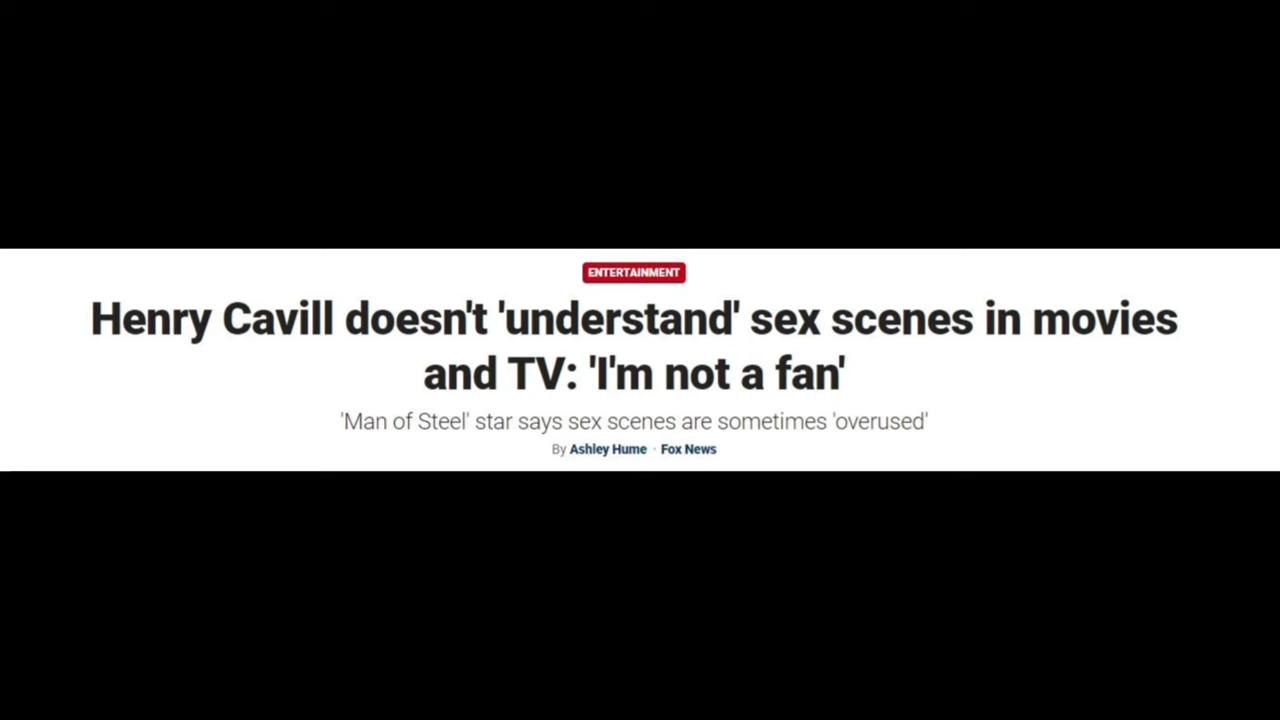 ENTERTAINMENT
Henry Cavill doesn't 'understand' sex scenes in movies
and TV: 'I'm not a fan'
'Man of Steel' star says sex scenes are sometimes 'overused'
By Ashley Hume · Fox News